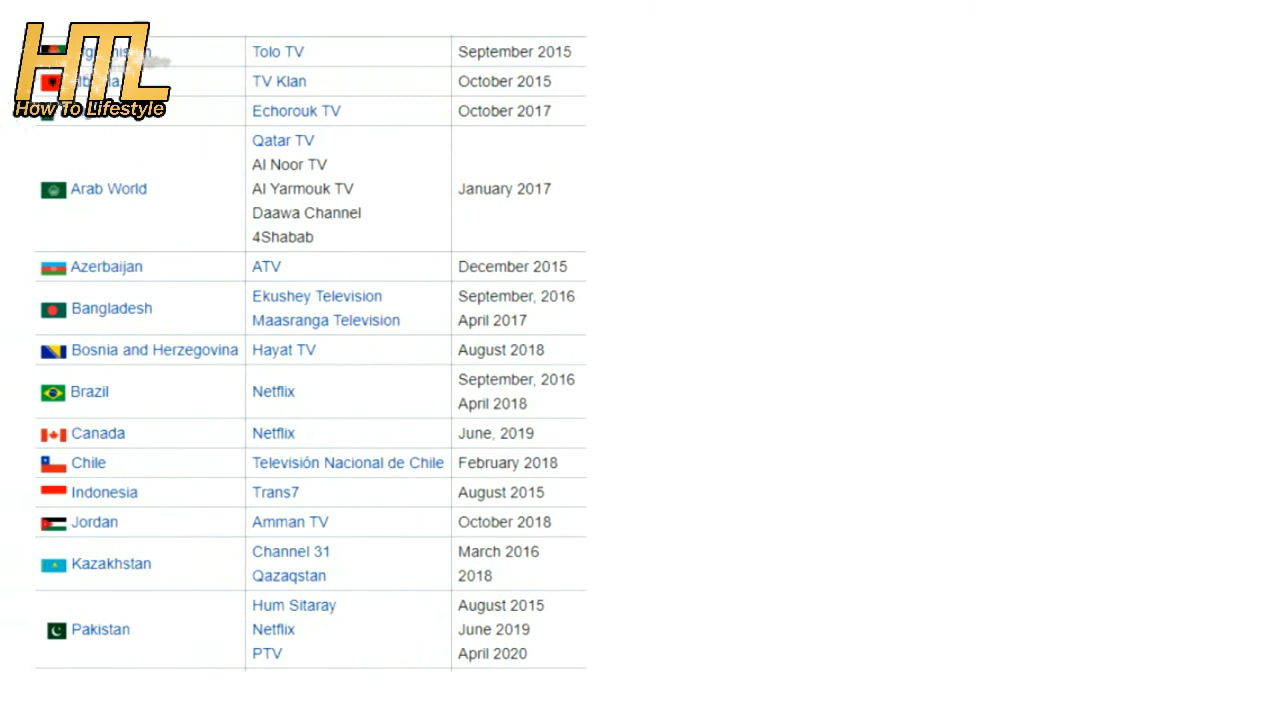 HTL
How To Lifestyle
Tolo TV September 2015
TV Klan October 2015
Echorouk TV October 2017
Arab World
Qatar TV
Al Noor TV
Al Yarmouk TV
Daawa Channel
4Shabab
January 2017
Azerbaijan ATV December 2015
Bangladesh
Ekushey Television September, 2016
Maasranga Television April 2017
Bosnia and Herzegovina Hayat TV August 2018
Brazil Netflix
September, 2016
April 2018
Canada Netflix June, 2019
Chile Televisión Nacional de Chile February 2018
Indonesia Trans7 August 2015
Jordan Amman TV October 2018
Kazakhstan
Channel 31 March 2016
Qazaqstan 2018
Pakistan
Hum Sitaray August 2015
Netflix June 2019
PTV April 2020